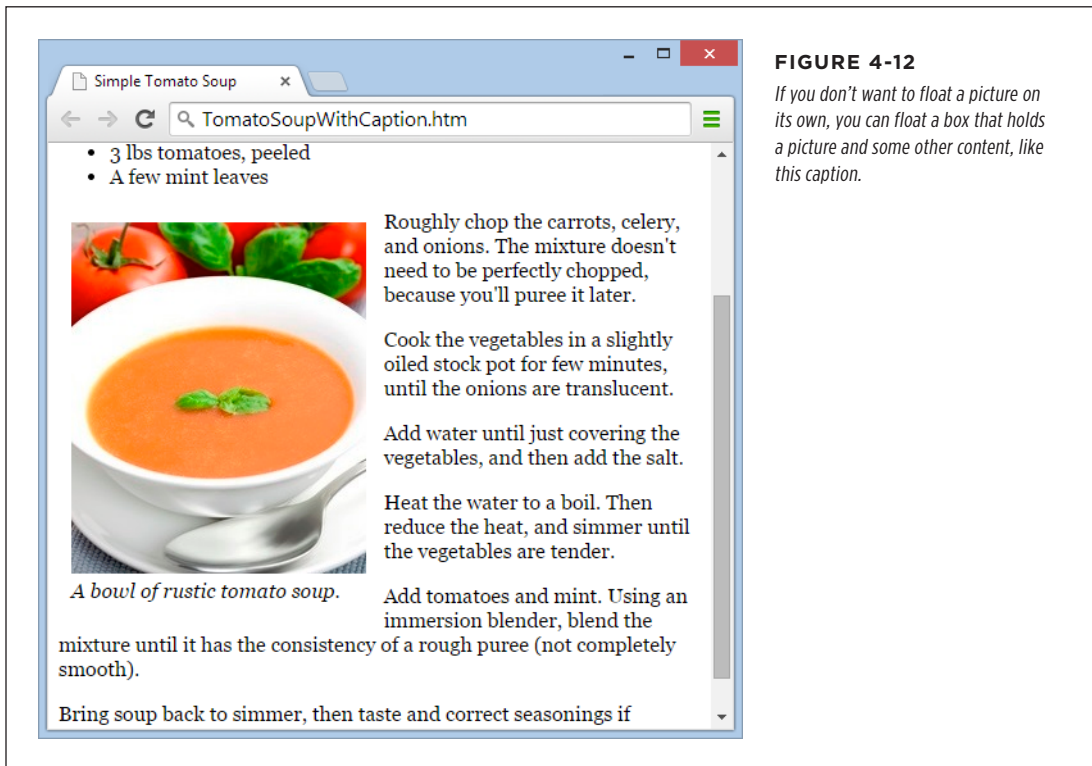 Simple Tomato Soup
TomatoSoupWithCaption.htm
• 3 lbs tomatoes, peeled
• A few mint leaves
Roughly chop the carrots, celery,
and onions. The mixture doesn't
need to be perfectly chopped,
because you'll puree it later.
Cook the vegetables in a slightly
oiled stock pot for few minutes,
until the onions are translucent.
Add water until just covering the
vegetables, and then add the salt.
Heat the water to a boil. Then
reduce the heat, and simmer until
the vegetables are tender.
A bowl of rustic tomato soup.
Add tomatoes and mint. Using an
immersion blender, blend the
mixture until it has the consistency of a rough puree (not completely
smooth).
Bring soup back to simmer, then taste and correct seasonings if
FIGURE 4-12
If you don’t want to float a picture on
its own, you can float a box that holds
a picture and some other content, like
this caption.